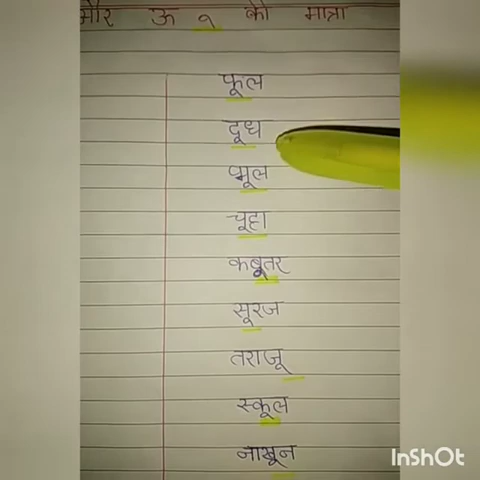 और ऊ ू की मात्रा
फूल
दूध
मूल
चूहा
कबूतर
सूरज
तराजू
स्कूल
नाखून
InShOt